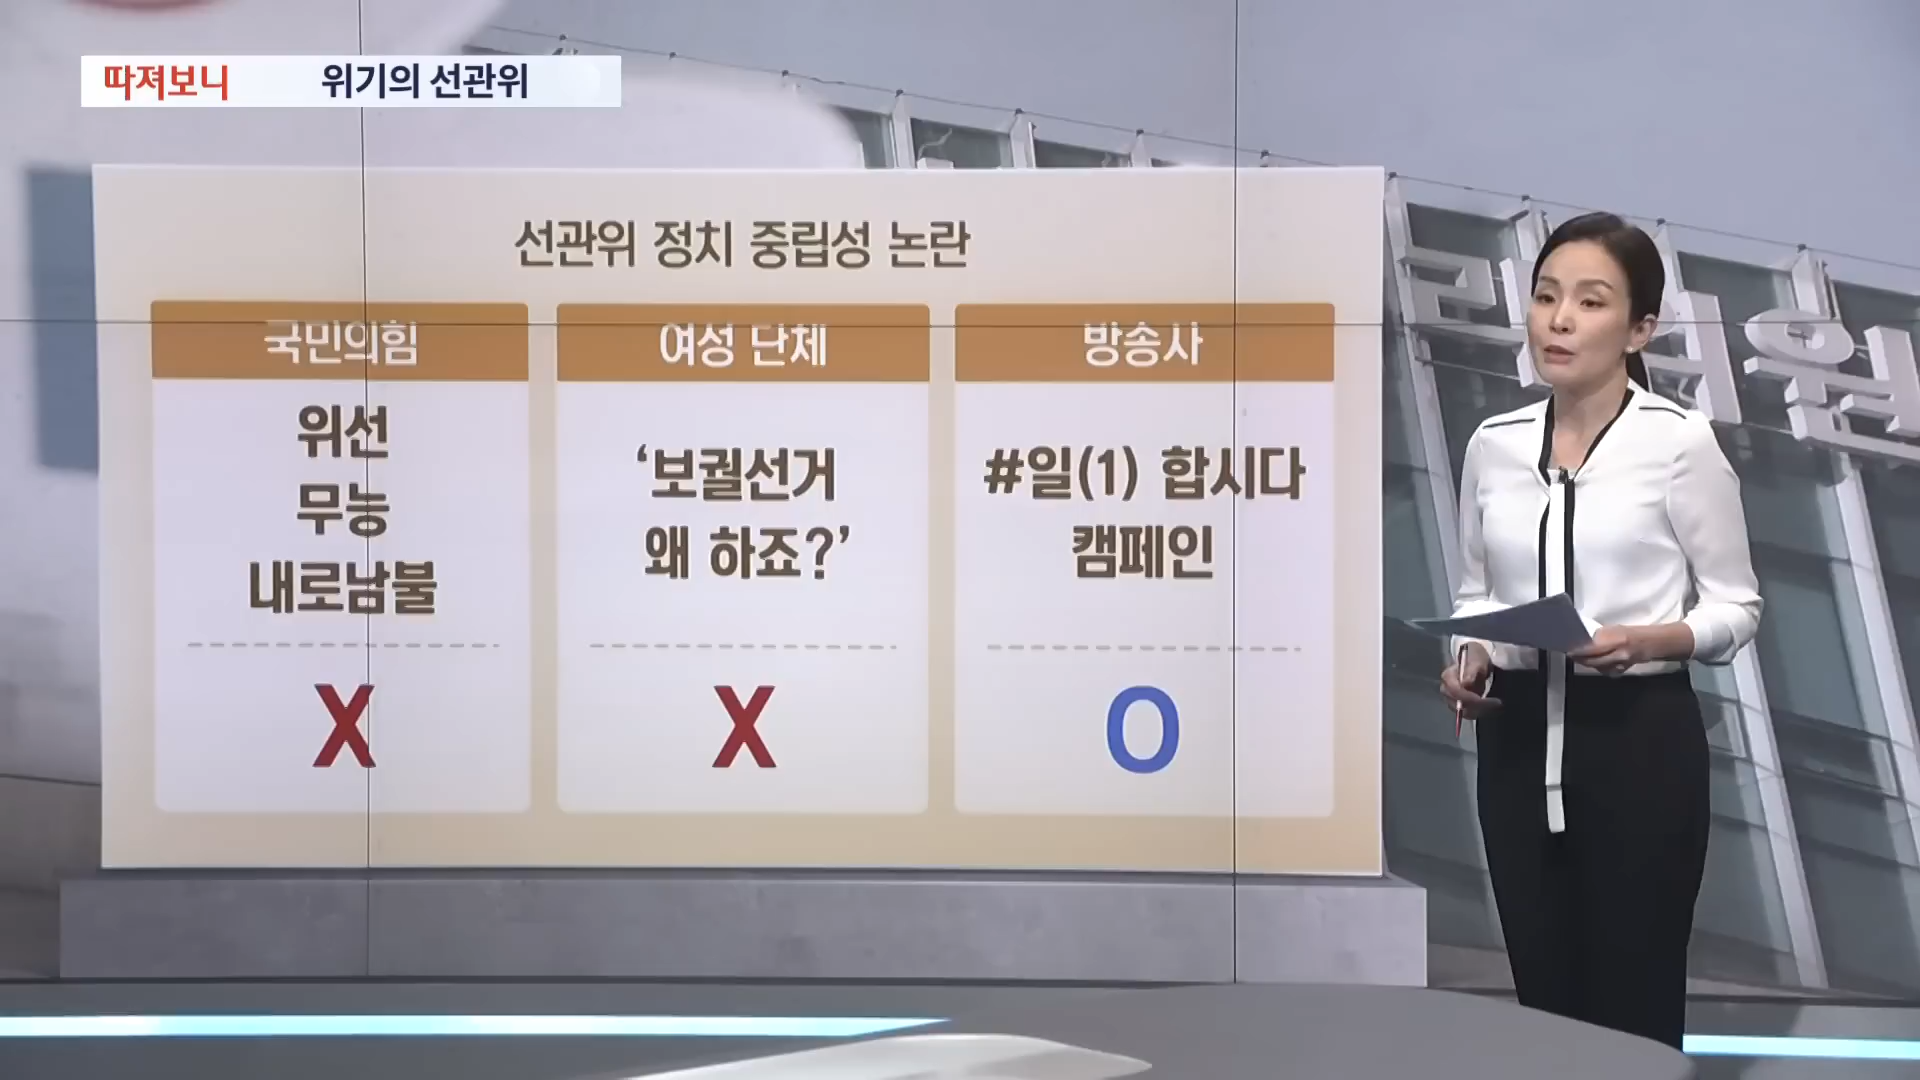 따져보니 위기의 선관위
선관위 정치 중립성 논란
국민의힘
위선
무능
내로남불
X
여성 단체
‘보궐선거
왜 하죠?’
X
방송사
#일(1) 합시다
캠페인
O